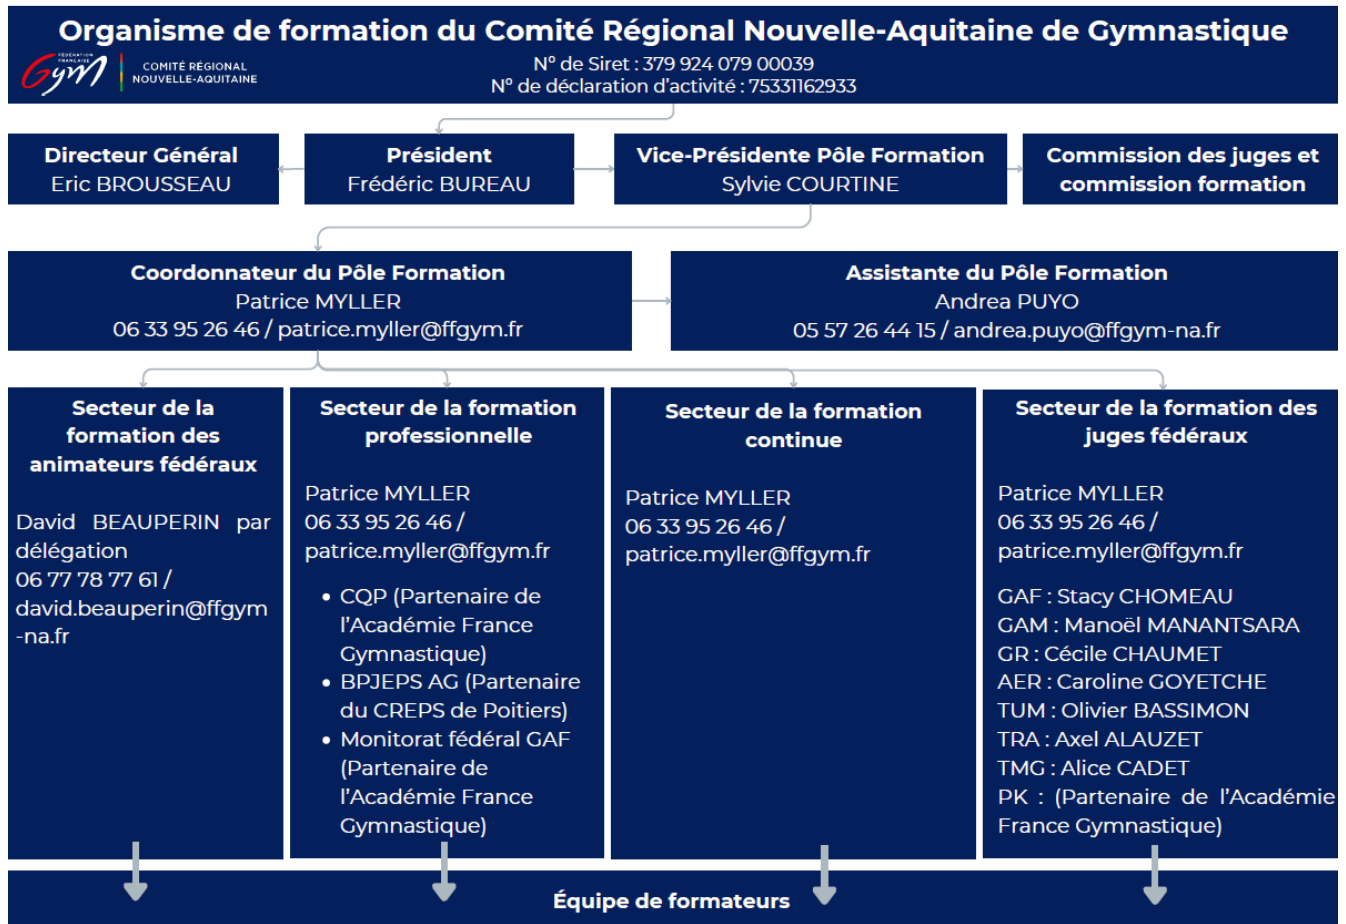 Organisme de formation du Comité Régional Nouvelle-Aquitaine de Gymnastique
FÉDÉRATION
FRANÇAISE
Gym
COMITÉ RÉGIONAL
NOUVELLE-AQUITAINE
N° de Siret : 379 924 079 00039
N° de déclaration d'activité : 75331162933
Directeur Général
Eric BROUSSEAU
Président
Frédéric BUREAU
Vice-Présidente Pôle Formation
Sylvie COURTINE
Commission des juges et
commission formation
Coordonnateur du Pôle Formation
Patrice MYLLER
06 33 95 26 46 / patrice.myller@ffgym.fr
Assistante du Pôle Formation
Andrea PUYO
05 57 26 44 15 / andrea.puyo@ffgym-na.fr
Secteur de la
formation des
animateurs fédéraux
David BEAUPERIN par
délégation
06 77 78 77 61 /
david.beauperin@ffgym
-na.fr
Secteur de la formation
professionnelle
Patrice MYLLER
06 33 95 26 46 /
patrice.myller@ffgym.fr
• CQP (Partenaire de
l'Académie France
Gymnastique)
• BPJEPS AG (Partenaire
du CREPS de Poitiers)
• Monitorat fédéral GAF
(Partenaire de
l'Académie France
Gymnastique)
Secteur de la formation
continue
Patrice MYLLER
06 33 95 26 46 /
patrice.myller@ffgym.fr
Secteur de la formation des
juges fédéraux
Patrice MYLLER
06 33 95 26 46 /
patrice.myller@ffgym.fr
GAF : Stacy CHOMEAU
GAM : Manoël MANANTSARA
GR : Cécile CHAUMET
AER : Caroline GOYETCHE
TUM : Olivier BASSIMON
TRA : Axel ALAUZET
TMG : Alice CADET
PK : (Partenaire de l'Académie
France Gymnastique)
Équipe de formateurs